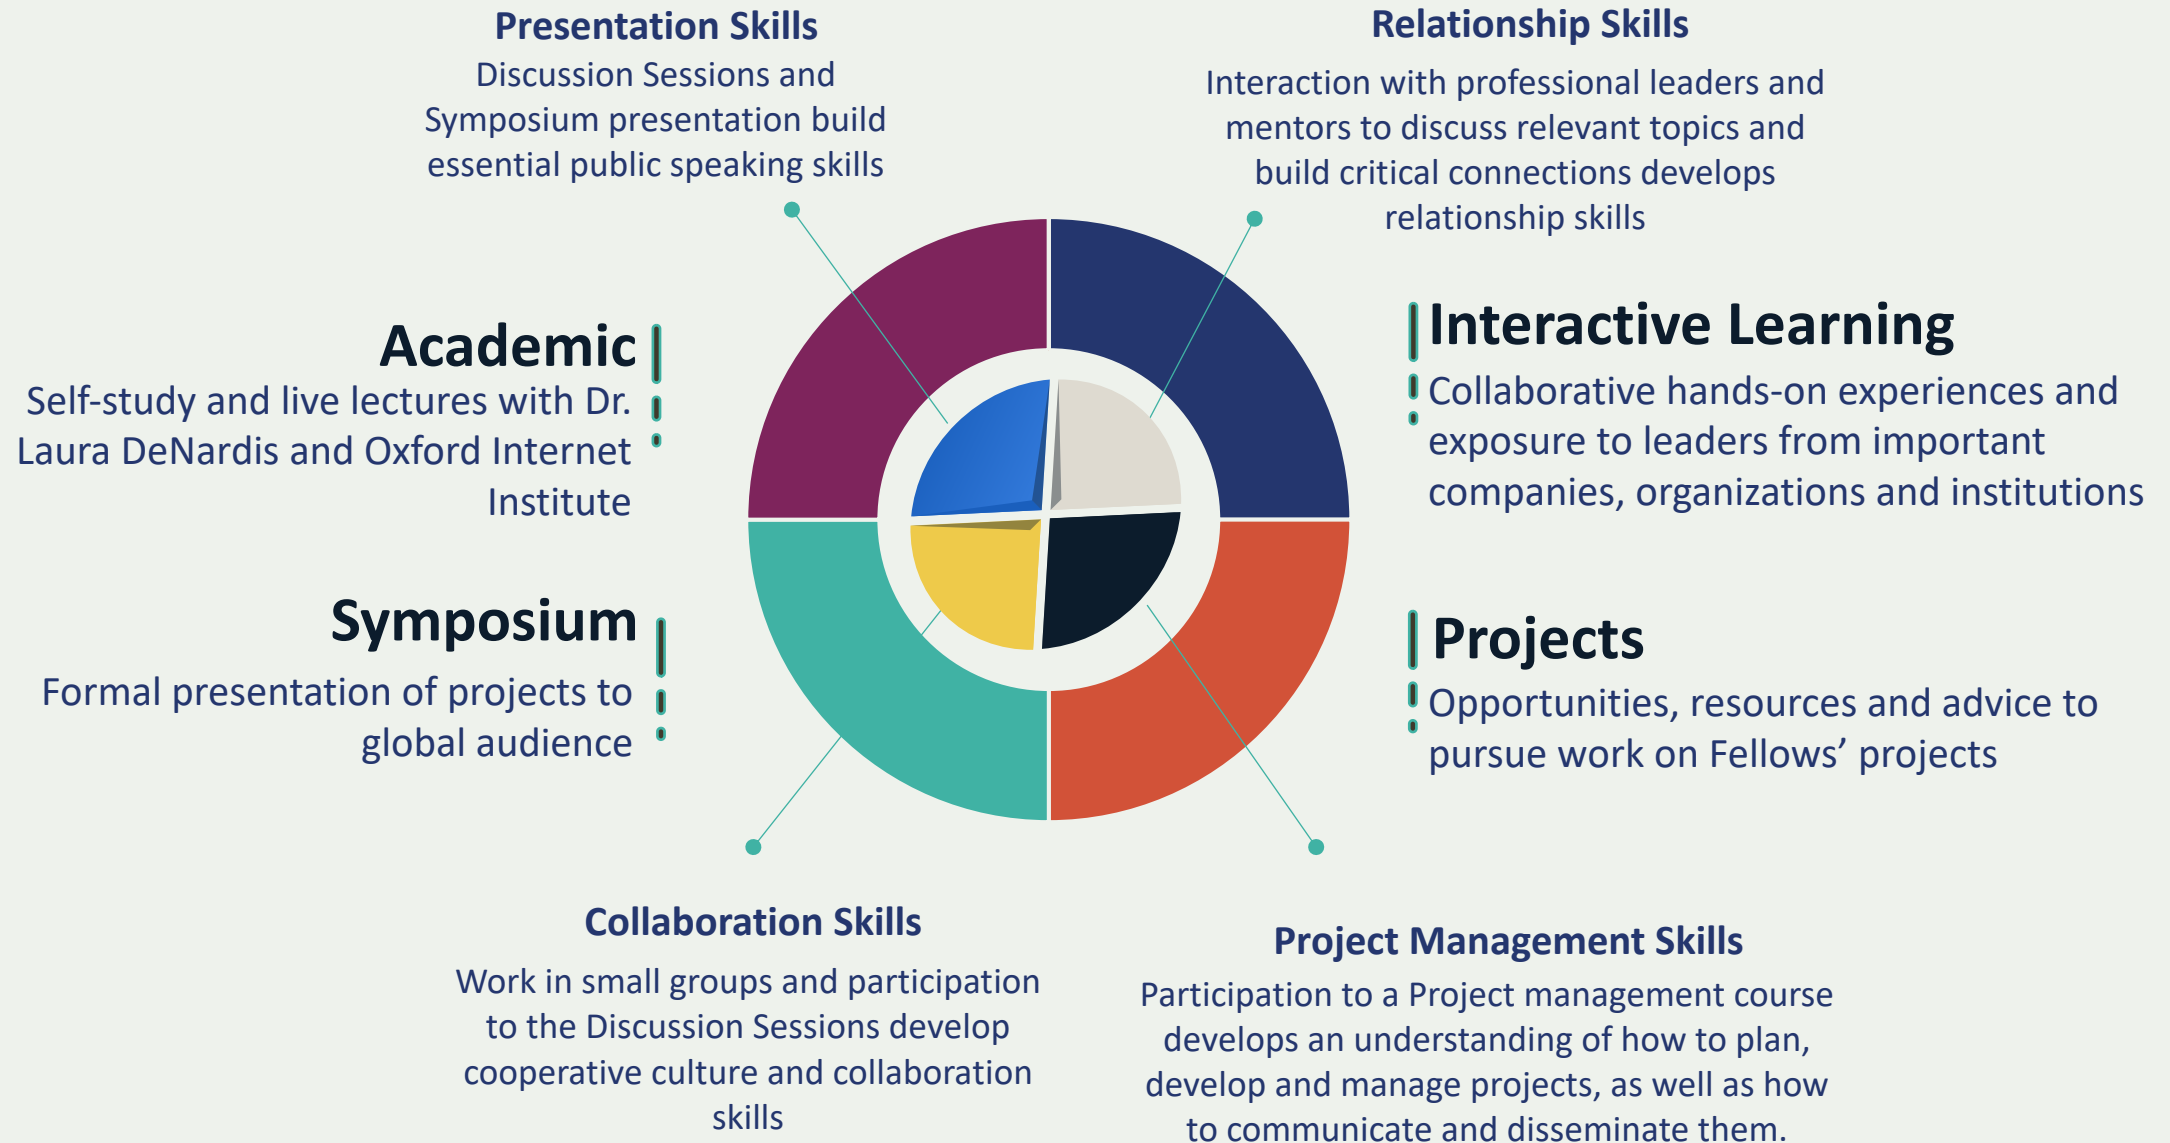 Presentation Skills
Discussion Sessions and
Symposium presentation build
essential public speaking skills
Relationship Skills
Interaction with professional leaders and
mentors to discuss relevant topics and
build critical connections develops
relationship skills
Academic
Self-study and live lectures with Dr.
Laura DeNardis and Oxford Internet
Institute
Interactive Learning
Collaborative hands-on experiences and
exposure to leaders from important
companies, organizations and institutions
Symposium
Formal presentation of projects to
global audience
Projects
Opportunities, resources and advice to
pursue work on Fellows’ projects
Collaboration Skills
Work in small groups and participation
to the Discussion Sessions develop
cooperative culture and collaboration
skills
Project Management Skills
Participation to a Project management course
develops an understanding of how to plan,
develop and manage projects, as well as how
to communicate and disseminate them.